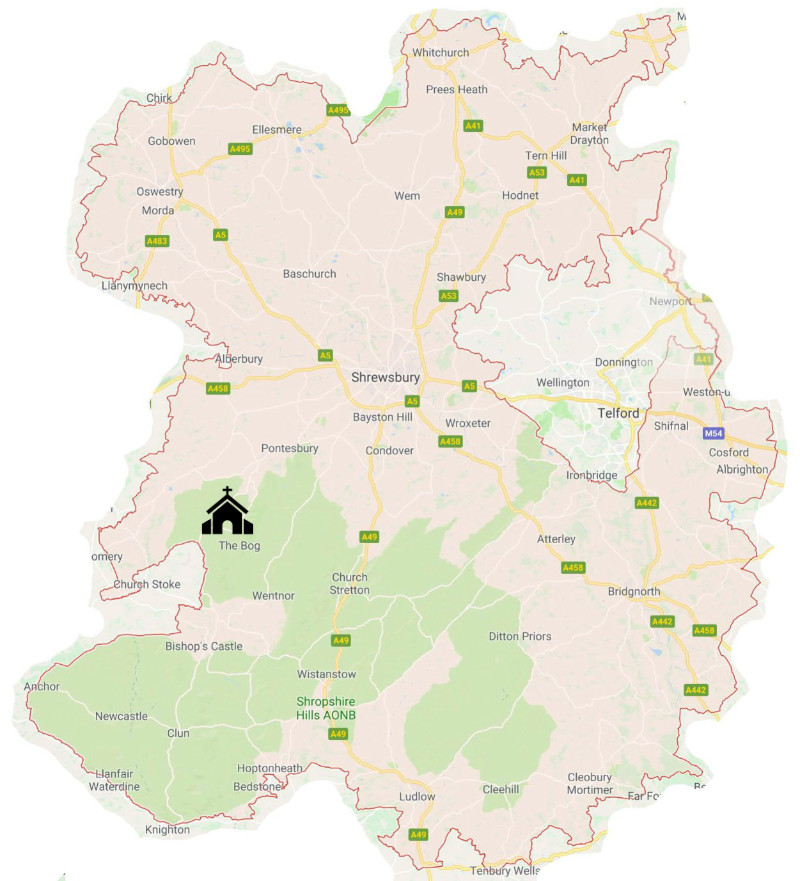 M
Whitchurch
Prees Heath
Chirk
A495
Ellesmere
A41
Market
Drayton
Gobowen
A495
Tern Hill
A53
A41
Oswestry
Wem
Hodnet
Morda
A49
A483
A5
Baschurch
Shawbury
Llanymynech
A53
Newport
Alberbury
A5
A41
Donnington
Shrewsbury
Wellington
A458
A5
Weston-u
A5
Telford
Bayston Hill
Wroxeter
Shifnal
M54
A458
Pontesbury
Condover
Cosford
Albrighton
Ironbridge
A442
A49
Atterley
The Bog
omery
A458
Church Stoke
Church
Stretton
Wentnor
Bridgnorth
A442
A458
Bishop's Castle
A49
Ditton Priors
Wistanstow
Anchor
A442
Shropshire
Hills AONB
Newcastle
Clun
A49
Hoptonheath
Llanfair
Waterdine
Bedstone
Cleobury
Mortimer
Cleehill
Ludlow
Far Fo
Knighton
A49
Tenbury Wells